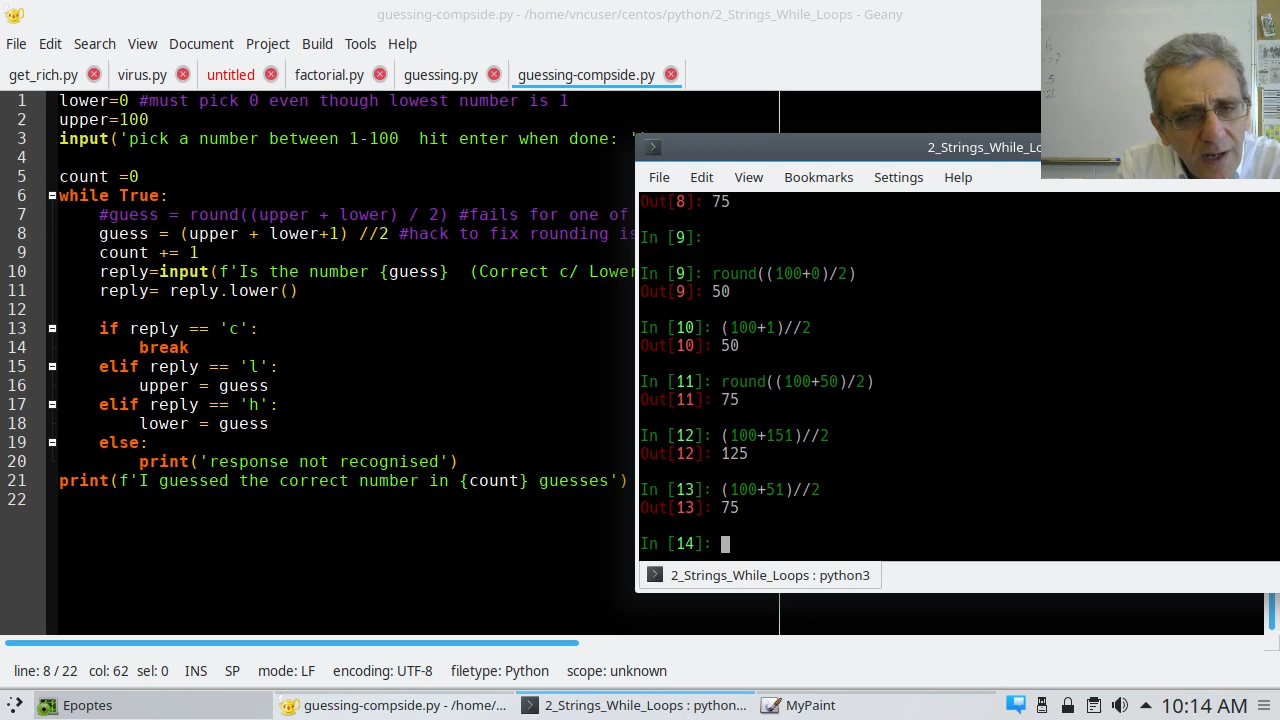 guessing-compside.py - /home/vncuser/centos/python/2_Strings_While_Loops - Geany
File Edit Search View Document Project Build Tools Help
get_rich.py virus.py untitled factorial.py guessing.py guessing-compside.py
1 lower=0 #must pick 0 even though lowest number is 1
2 upper=100
3 input('pick a number between 1-100  hit enter when done: '
4
5 count =0
6 while True:
7     #guess = round((upper + lower) / 2) #fails for one of
8     guess = (upper + lower+1) //2 #hack to fix rounding is
9     count += 1
10     reply=input(f'Is the number {guess}  (Correct c/ Lower
11     reply= reply.lower()
12
13     if reply == 'c':
14         break
15     elif reply == 'l':
16         upper = guess
17     elif reply == 'h':
18         lower = guess
19     else:
20         print('response not recognised')
21 print(f'I guessed the correct number in {count} guesses')
22
2_Strings_While_Lo
File Edit View Bookmarks Settings Help
Out[8]: 75
In [9]:
In [9]: round((100+0)/2)
Out[9]: 50
In [10]: (100+1)//2
Out[10]: 50
In [11]: round((100+50)/2)
Out[11]: 75
In [12]: (100+151)//2
Out[12]: 125
In [13]: (100+51)//2
Out[13]: 75
In [14]:
2_Strings_While_Loops : python3
line: 8 / 22 col: 62 sel: 0 INS SP mode: LF encoding: UTF-8 filetype: Python scope: unknown
Epoptes guessing-compside.py - /home/... 2_Strings_While_Loops : python... MyPaint 10:14 AM